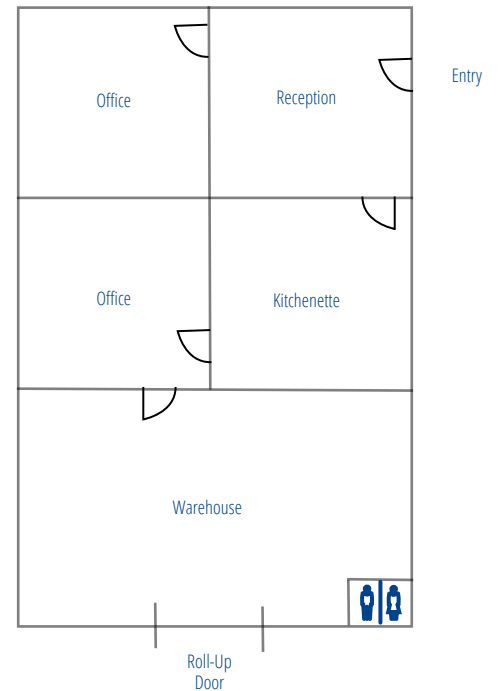 Entry
Office
Reception
Office
Kitchenette
Warehouse
Roll-Up
Door